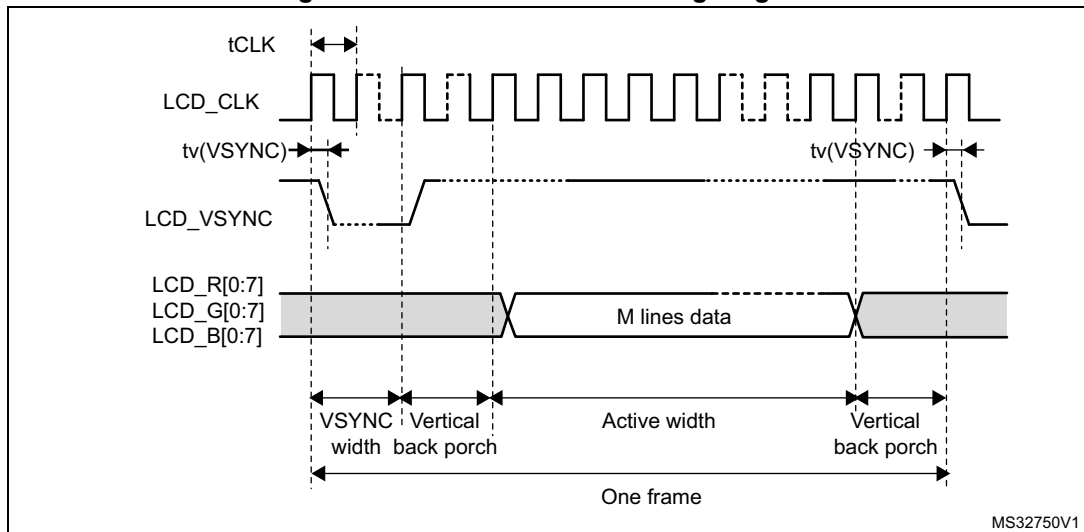 tCLK
LCD_CLK
tv(VSYNC)
tv(VSYNC)
LCD_VSYNC
LCD_R[0:7]
LCD_G[0:7]
LCD_B[0:7]
M lines data
VSYNC width
Vertical back porch
Active width
Vertical back porch
One frame
MS32750V1